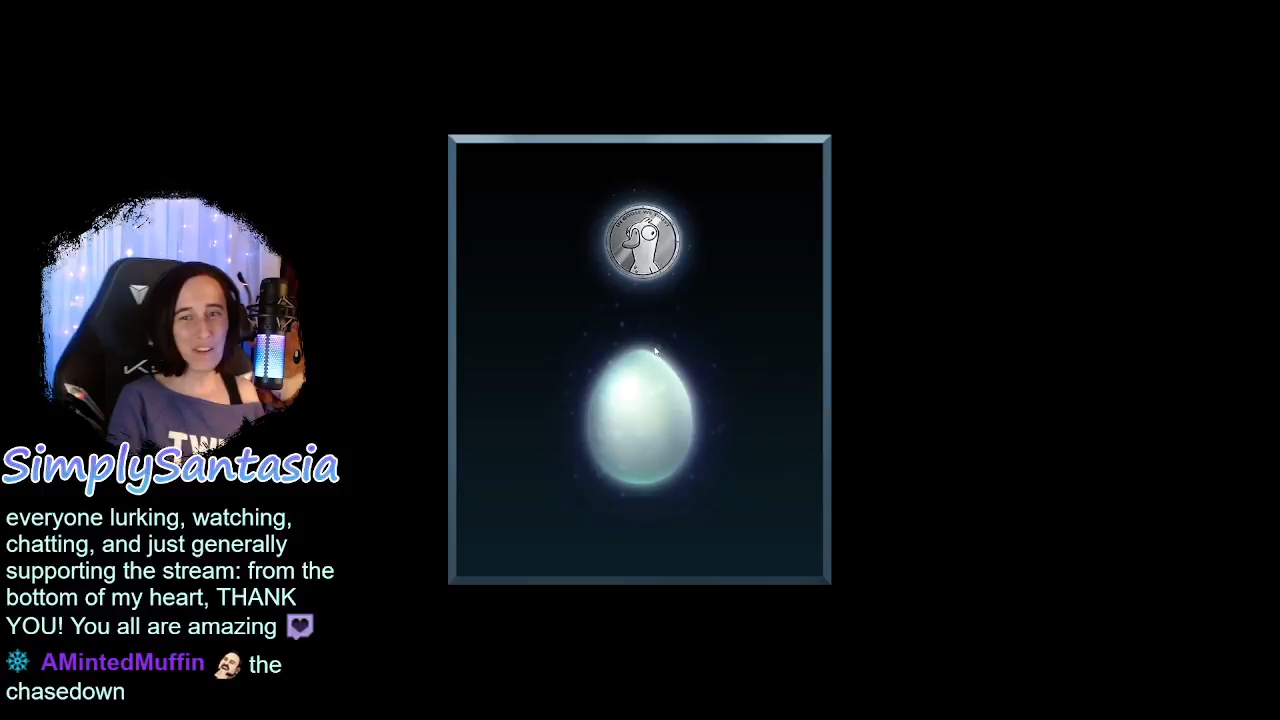 SimplySantasia
everyone lurking, watching,
chatting, and just generally
supporting the stream: from the
bottom of my heart, THANK
YOU! You all are amazing
AMintedMuffin the
chasedown